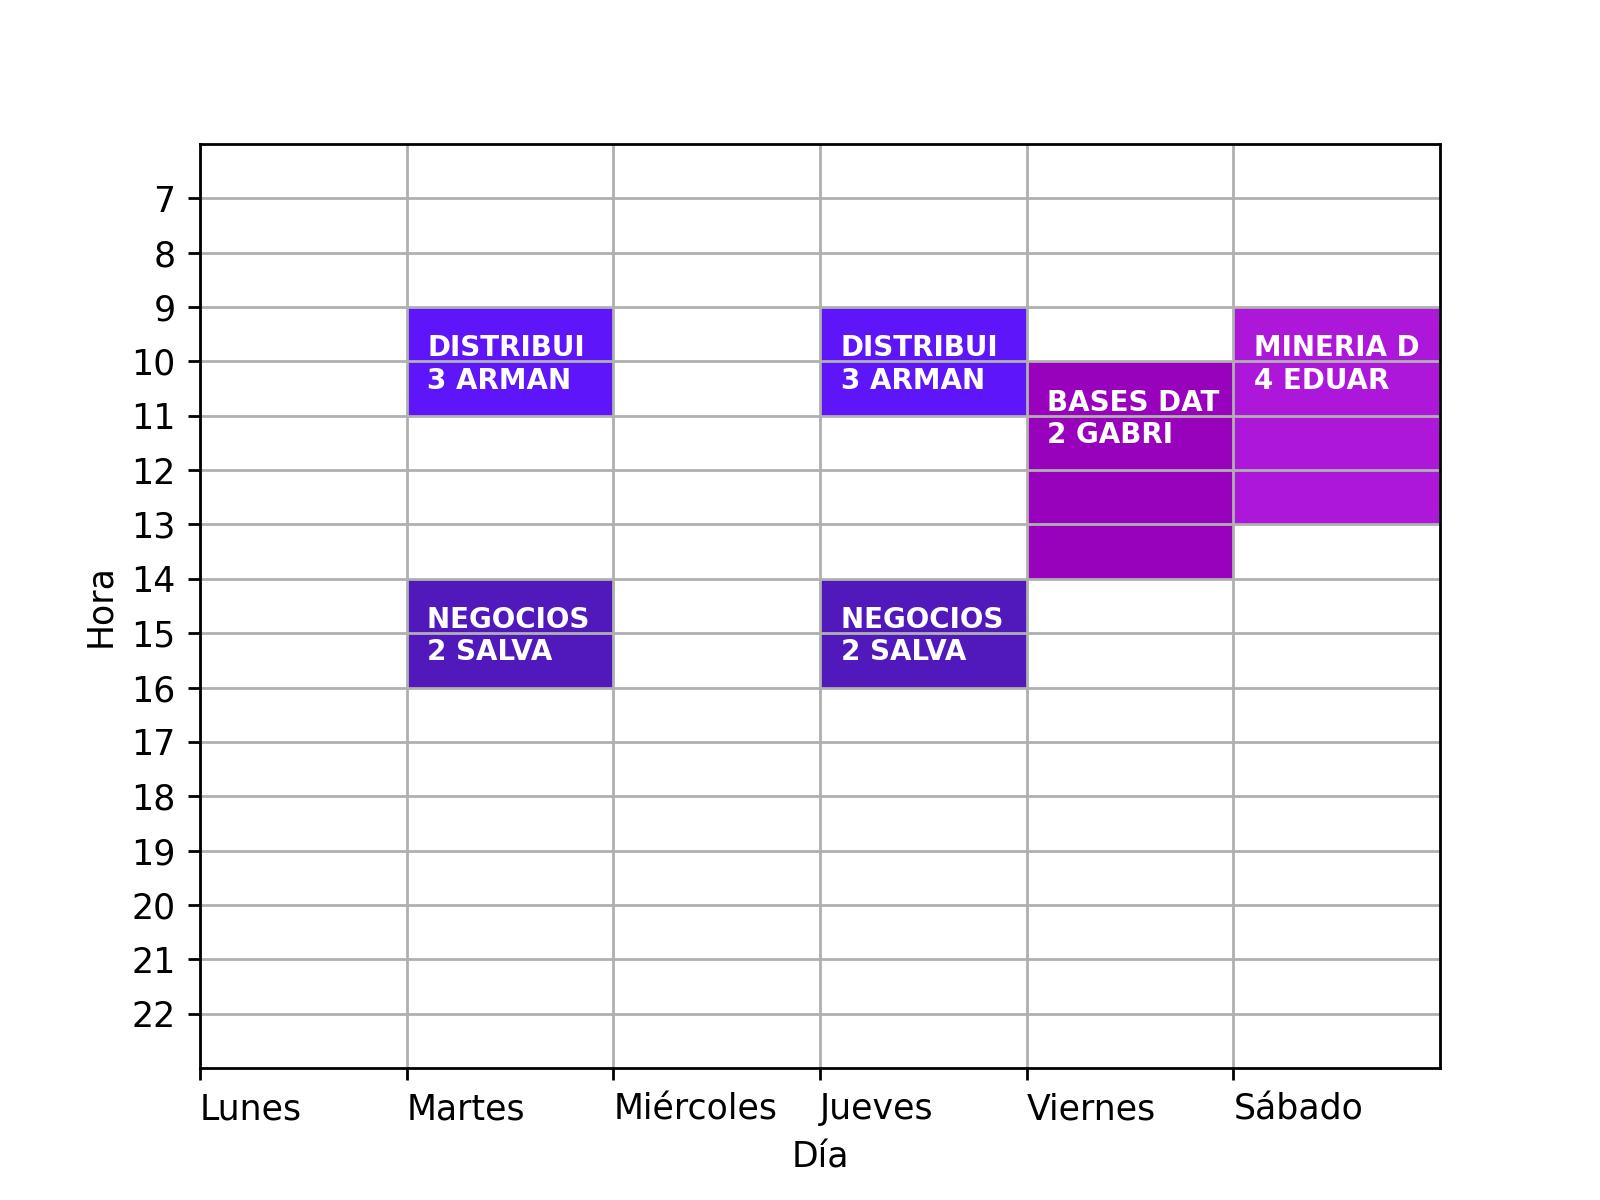 7
8
9
DISTRIBUI
3 ARMAN
DISTRIBUI
3 ARMAN
MINERIA D
4 EDUAR
10
BASES DAT
2 GABRI
11
12
13
14
NEGOCIOS
2 SALVA
NEGOCIOS
2 SALVA
15
16
17
18
19
20
21
22
Hora
Lunes Martes Miércoles Jueves Viernes Sábado
Día